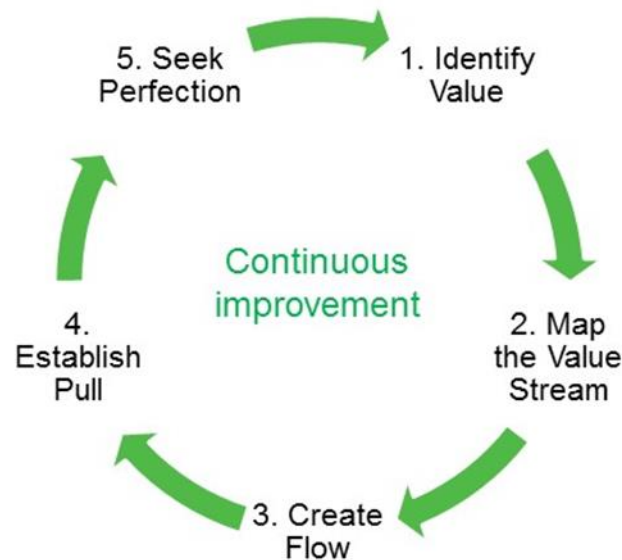 5. Seek
Perfection
1. Identify
Value
Continuous
improvement
2. Map
the Value
Stream
3. Create
Flow
4.
Establish
Pull